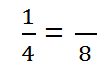 1/4 = /8